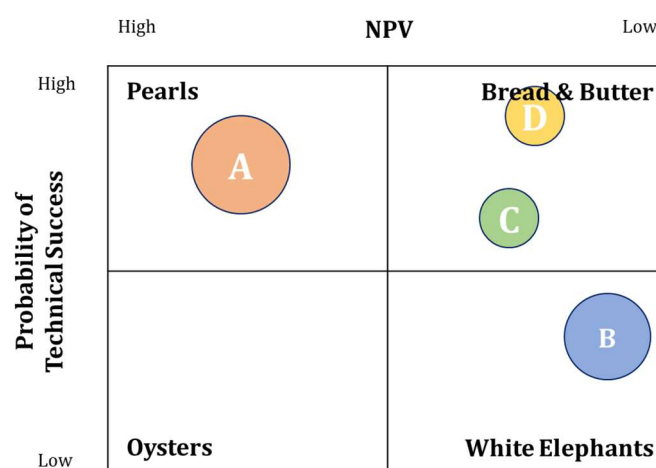 High NPV Low
High
Pearls Bread & Butter
D
A
C
Probability of
Technical Success
B
Oysters White Elephants
Low